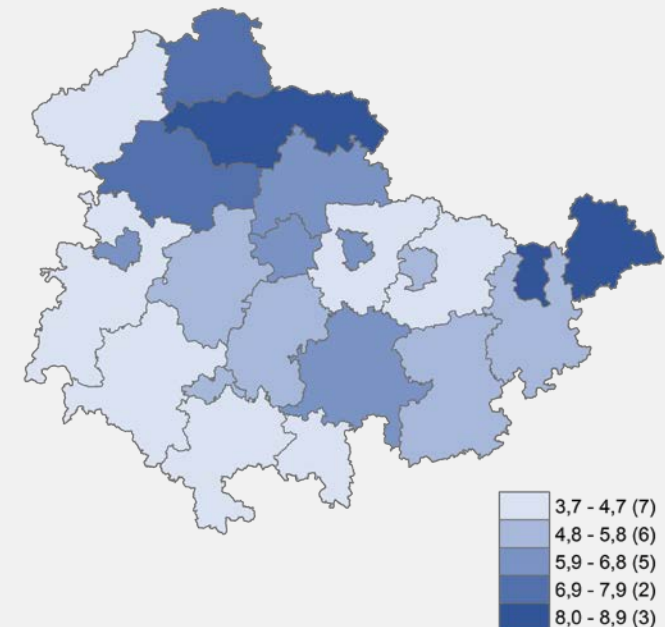 3,7 - 4,7 (7)
4,8 - 5,8 (6)
5,9 - 6,8 (5)
6,9 - 7,9 (2)
8,0 - 8,9 (3)